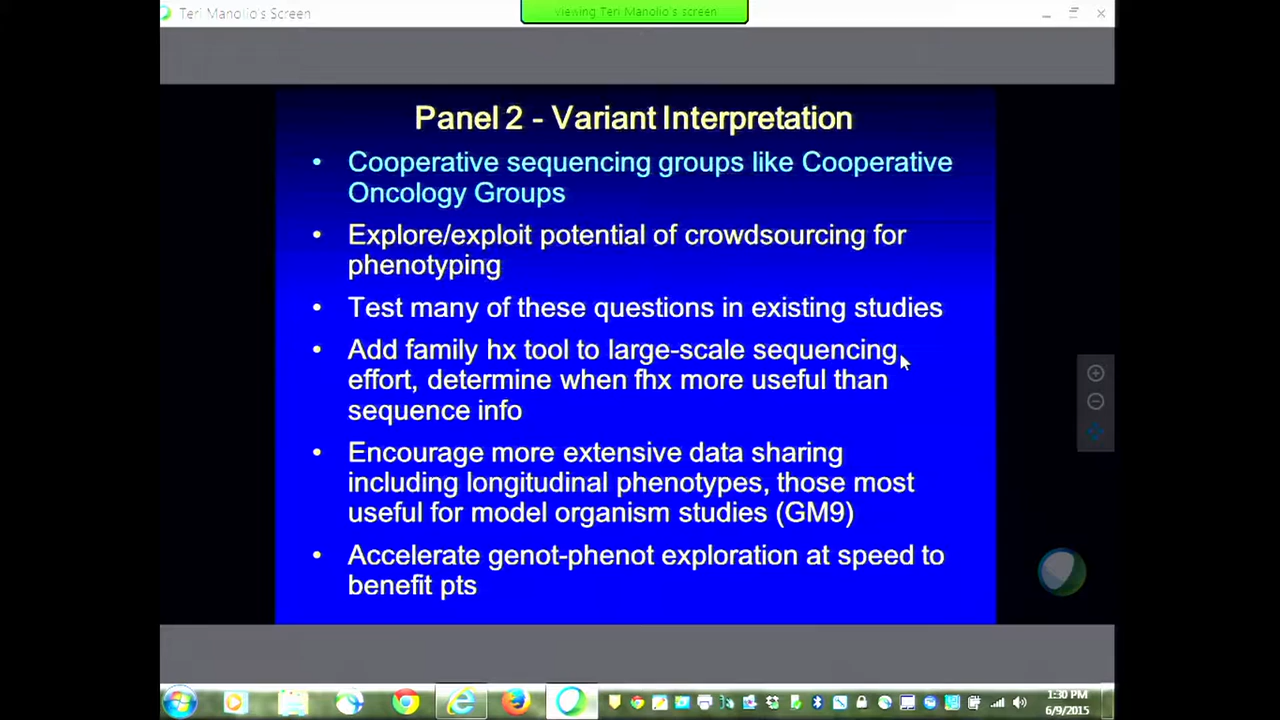 Teri Manolio's Screen
Viewing Teri Manolio's screen
Panel 2 - Variant Interpretation
• Cooperative sequencing groups like Cooperative
Oncology Groups
• Explore/exploit potential of crowdsourcing for
phenotyping
• Test many of these questions in existing studies
• Add family hx tool to large-scale sequencing
effort, determine when fhx more useful than
sequence info
• Encourage more extensive data sharing
including longitudinal phenotypes, those most
useful for model organism studies (GM9)
• Accelerate genot-phenot exploration at speed to
benefit pts
1:30 PM
6/9/2015